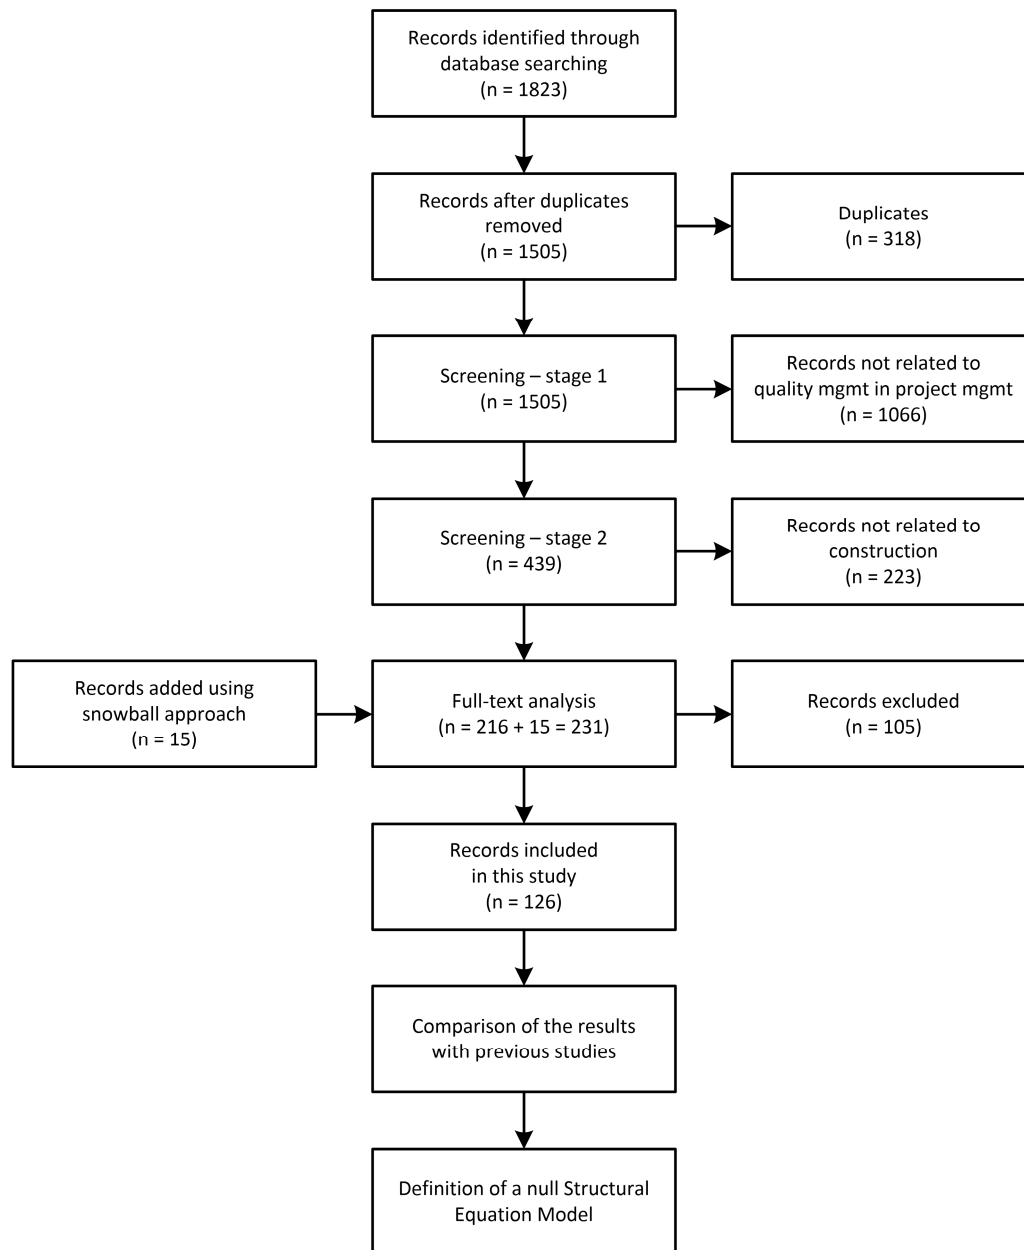 Records identified through
database searching
(n = 1823)
Records after duplicates
removed
(n = 1505)
Duplicates
(n = 318)
Screening – stage 1
(n = 1505)
Records not related to
quality mgmt in project mgmt
(n = 1066)
Screening – stage 2
(n = 439)
Records not related to
construction
(n = 223)
Records added using
snowball approach
(n = 15)
Full-text analysis
(n = 216 + 15 = 231)
Records excluded
(n = 105)
Records included
in this study
(n = 126)
Comparison of the results
with previous studies
Definition of a null Structural
Equation Model